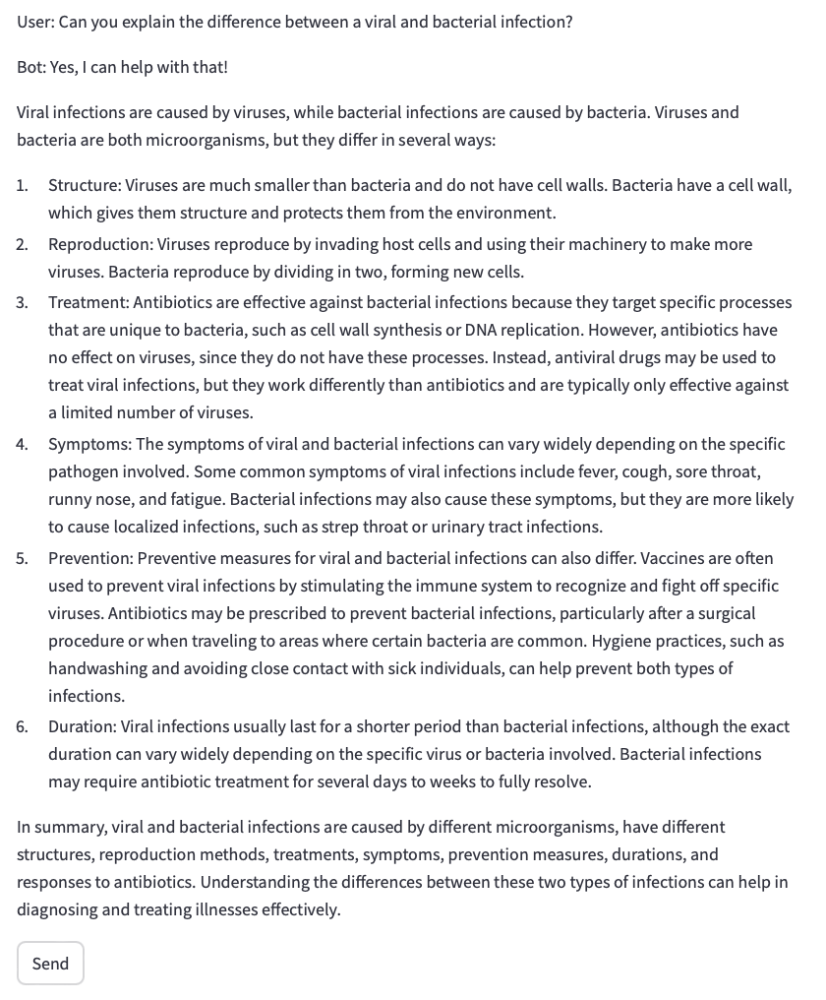 User: Can you explain the difference between a viral and bacterial infection?
Bot: Yes, I can help with that!
Viral infections are caused by viruses, while bacterial infections are caused by bacteria. Viruses and
bacteria are both microorganisms, but they differ in several ways:
1. Structure: Viruses are much smaller than bacteria and do not have cell walls. Bacteria have a cell wall,
which gives them structure and protects them from the environment.
2. Reproduction: Viruses reproduce by invading host cells and using their machinery to make more
viruses. Bacteria reproduce by dividing in two, forming new cells.
3. Treatment: Antibiotics are effective against bacterial infections because they target specific processes
that are unique to bacteria, such as cell wall synthesis or DNA replication. However, antibiotics have
no effect on viruses, since they do not have these processes. Instead, antiviral drugs may be used to
treat viral infections, but they work differently than antibiotics and are typically only effective against
a limited number of viruses.
4. Symptoms: The symptoms of viral and bacterial infections can vary widely depending on the specific
pathogen involved. Some common symptoms of viral infections include fever, cough, sore throat,
runny nose, and fatigue. Bacterial infections may also cause these symptoms, but they are more likely
to cause localized infections, such as strep throat or urinary tract infections.
5. Prevention: Preventive measures for viral and bacterial infections can also differ. Vaccines are often
used to prevent viral infections by stimulating the immune system to recognize and fight off specific
viruses. Antibiotics may be prescribed to prevent bacterial infections, particularly after a surgical
procedure or when traveling to areas where certain bacteria are common. Hygiene practices, such as
handwashing and avoiding close contact with sick individuals, can help prevent both types of
infections.
6. Duration: Viral infections usually last for a shorter period than bacterial infections, although the exact
duration can vary widely depending on the specific virus or bacteria involved. Bacterial infections
may require antibiotic treatment for several days to weeks to fully resolve.
In summary, viral and bacterial infections are caused by different microorganisms, have different
structures, reproduction methods, treatments, symptoms, prevention measures, durations, and
responses to antibiotics. Understanding the differences between these two types of infections can help in
diagnosing and treating illnesses effectively.
Send